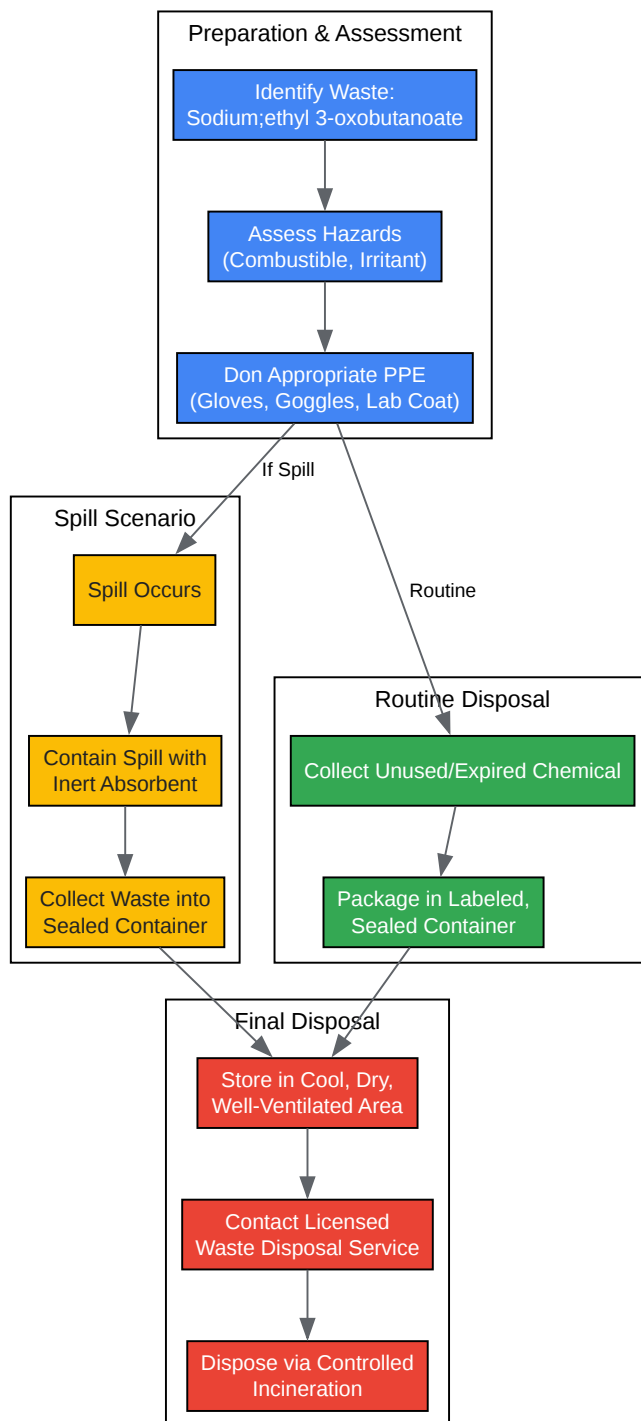 Preparation & Assessment
Identify Waste:
Sodium;ethyl 3-oxobutanoate
Assess Hazards
(Combustible, Irritant)
Don Appropriate PPE
(Gloves, Goggles, Lab Coat)
If Spill
Routine
Spill Scenario
Spill Occurs
Contain Spill with
Inert Absorbent
Collect Waste into
Sealed Container
Routine Disposal
Collect Unused/Expired Chemical
Package in Labeled,
Sealed Container
Final Disposal
Store in Cool, Dry,
Well-Ventilated Area
Contact Licensed
Waste Disposal Service
Dispose via Controlled
Incineration